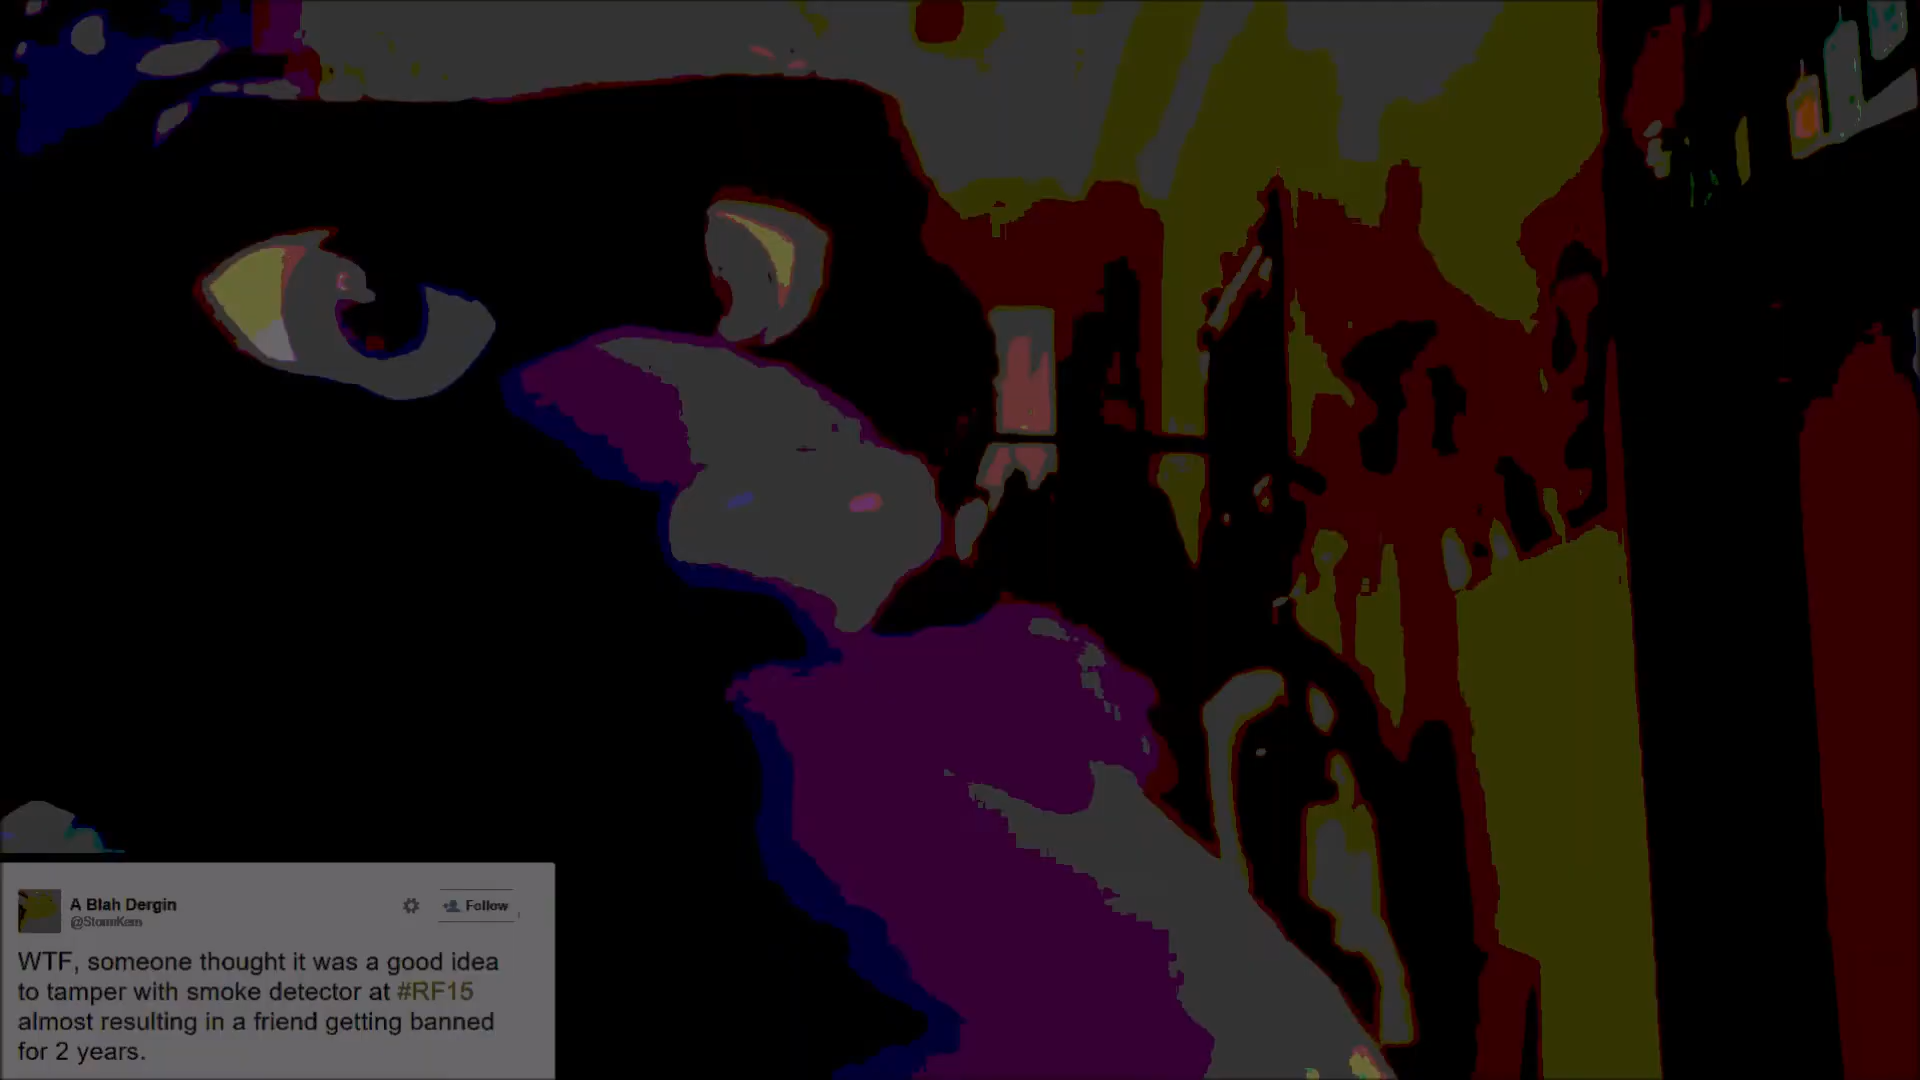 A Blah Dergin
@StormKern
Follow
WTF, someone thought it was a good idea
to tamper with smoke detector at #RF15
almost resulting in a friend getting banned
for 2 years.